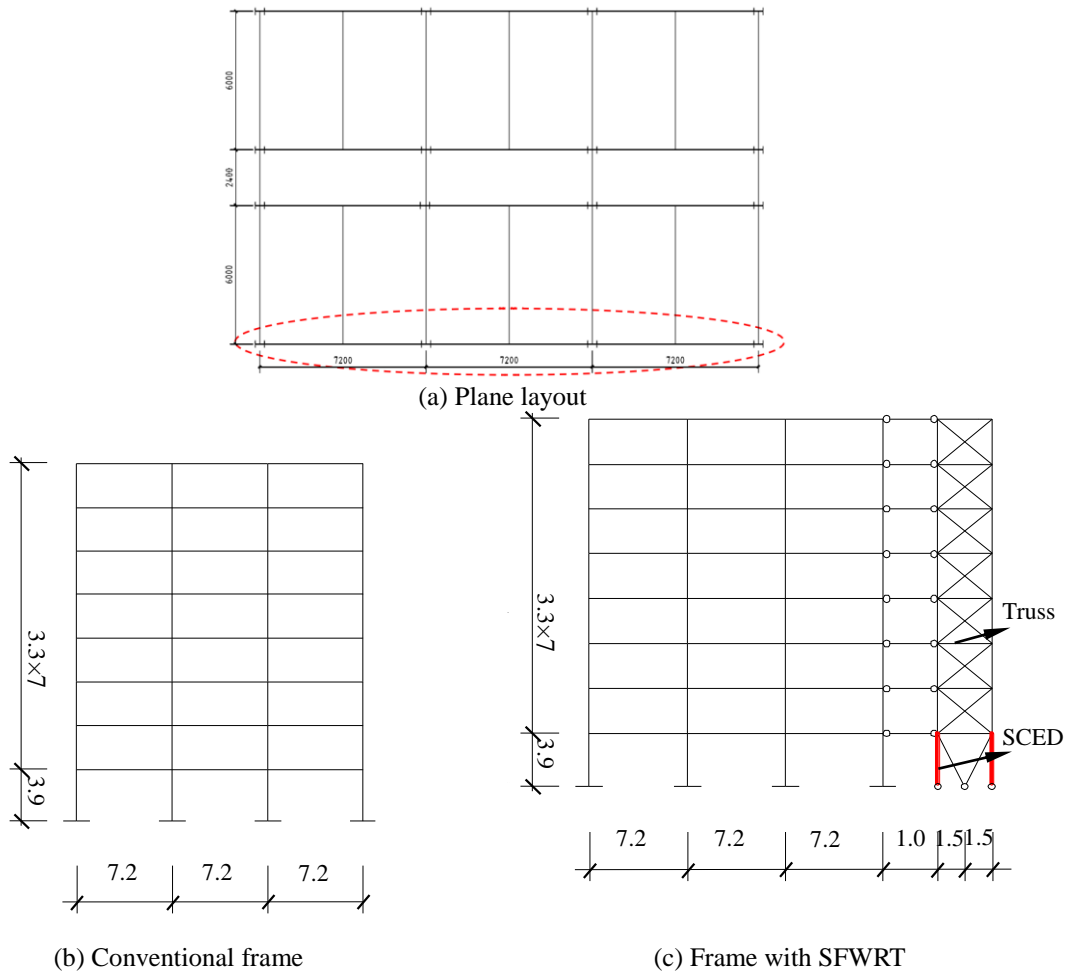 6000
2400
6000
7200 7200 7200
(a) Plane layout
3.3×7
3.9
7.2 7.2 7.2
(b) Conventional frame
3.3×7
3.9
Truss
SCED
7.2 7.2 7.2 1.0 1.5 1.5
(c) Frame with SFWRT